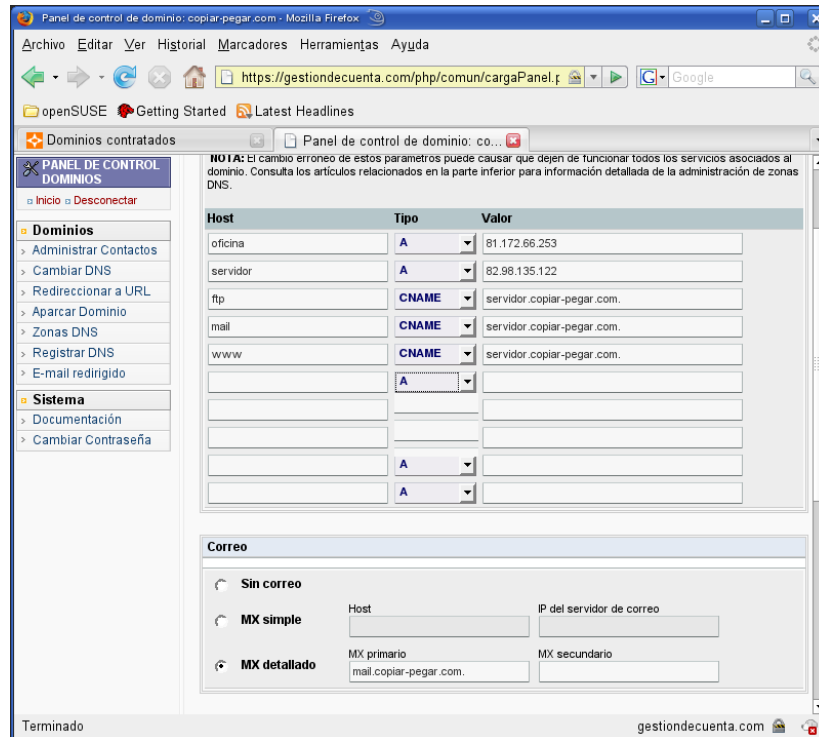 Panel de control de dominio: copiar-pegar.com - Mozilla Firefox
Archivo Editar Ver Historial Marcadores Herramientas Ayuda
https://gestiondecuenta.com/php/comun/cargaPanel.p
G Google
openSUSE Getting Started Latest Headlines
Dominios contratados
Panel de control de dominio: co...
PANEL DE CONTROL
DOMINIOS
Inicio Desconectar
Dominios
Administrar Contactos
Cambiar DNS
Redireccionar a URL
Aparcar Dominio
Zonas DNS
Registrar DNS
E-mail redirigido
Sistema
Documentación
Cambiar Contraseña
NOTA: El cambio erroneo de estos parametros puede causar que dejen de funcionar todos los servicios asociados al
dominio. Consulta los artículos relacionados en la parte inferior para información detallada de la administración de zonas
DNS.
Host Tipo Valor
oficina A 81.172.66.253
servidor A 82.98.135.122
ftp CNAME servidor.copiar-pegar.com.
mail CNAME servidor.copiar-pegar.com.
www CNAME servidor.copiar-pegar.com.
A
A
A
Correo
Sin correo
MX simple
Host
IP del servidor de correo
MX detallado
MX primario
MX secundario
mail.copiar-pegar.com.
Terminado
gestiondecuenta.com